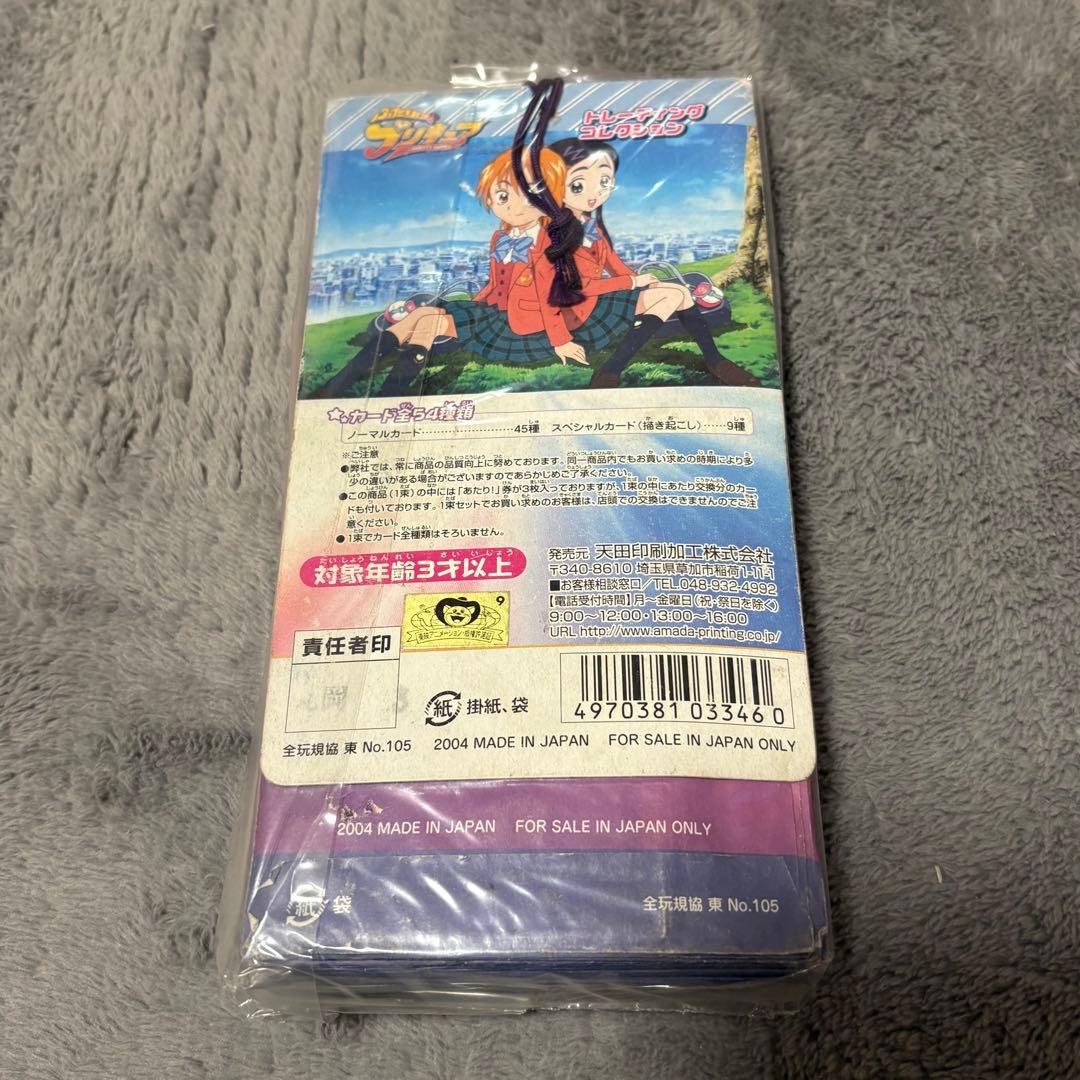 ふたりは
プリキュア
トレーディング
コレクション
カード全54種類
ノーマルカード……………………45種 スペシャルカード(描き起こし)……9種
※ご注意
●弊社では、常に商品の品質向上に努めております。同一商品内でもお買い求めの時期により多
少の違いがある場合がございますのであらかじめご了承ください。
●この商品(1束)の中には「あたり!」券が3枚入っておりますが、1束の中にあたり交換分のカー
ドも付いております。1束セットでお買い求めのお客様は、店頭での交換はできませんのでご注
意ください。
●1束でカード全種類はそろいません。
対象年齢3才以上
発売元 天田印刷加工株式会社
〒340-8610 埼玉県草加市稲荷1-11-1
■お客様相談窓口/TEL.048-932-4992
【電話受付時間】月〜金曜日(祝・祭日を除く)
9:00〜12:00・13:00〜16:00
URL http://www.amada-printing.co.jp/
9
東映アニメーション・版権許諾証
責任者印
紙 掛紙、袋
4970381 033460
全玩規協 東 No.105 2004 MADE IN JAPAN FOR SALE IN JAPAN ONLY
2004 MADE IN JAPAN FOR SALE IN JAPAN ONLY
紙 袋
全玩規協 東 No.105